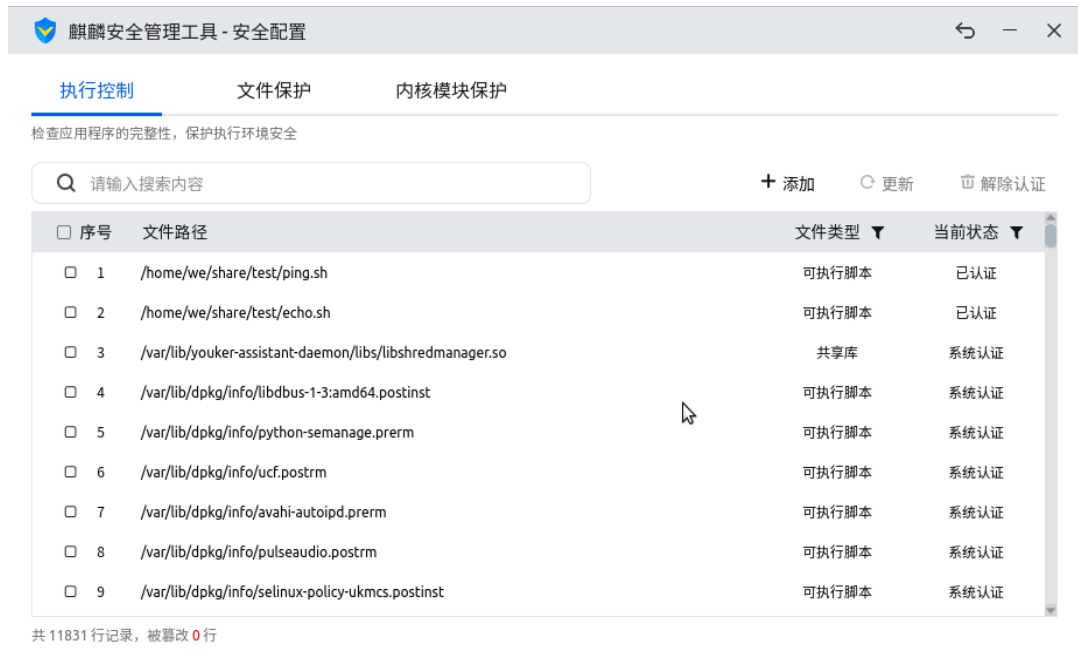 麒麟安全管理工具 - 安全配置
执行控制 文件保护 内核模块保护
检查应用程序的完整性，保护执行环境安全
请输入搜索内容 添加 更新 解除认证
序号 文件路径 文件类型 当前状态
1 /home/we/share/test/ping.sh 可执行脚本 已认证
2 /home/we/share/test/echo.sh 可执行脚本 已认证
3 /var/lib/youker-assistant-daemon/libs/libshredmanager.so 共享库 系统认证
4 /var/lib/dpkg/info/libdbus-1-3:amd64.postinst 可执行脚本 系统认证
5 /var/lib/dpkg/info/python-semanage.prerm 可执行脚本 系统认证
6 /var/lib/dpkg/info/ucf.postrm 可执行脚本 系统认证
7 /var/lib/dpkg/info/avahi-autoipd.prerm 可执行脚本 系统认证
8 /var/lib/dpkg/info/pulseaudio.postrm 可执行脚本 系统认证
9 /var/lib/dpkg/info/selinux-policy-ukmcs.postinst 可执行脚本 系统认证
共 11831 行记录，被篡改 0 行